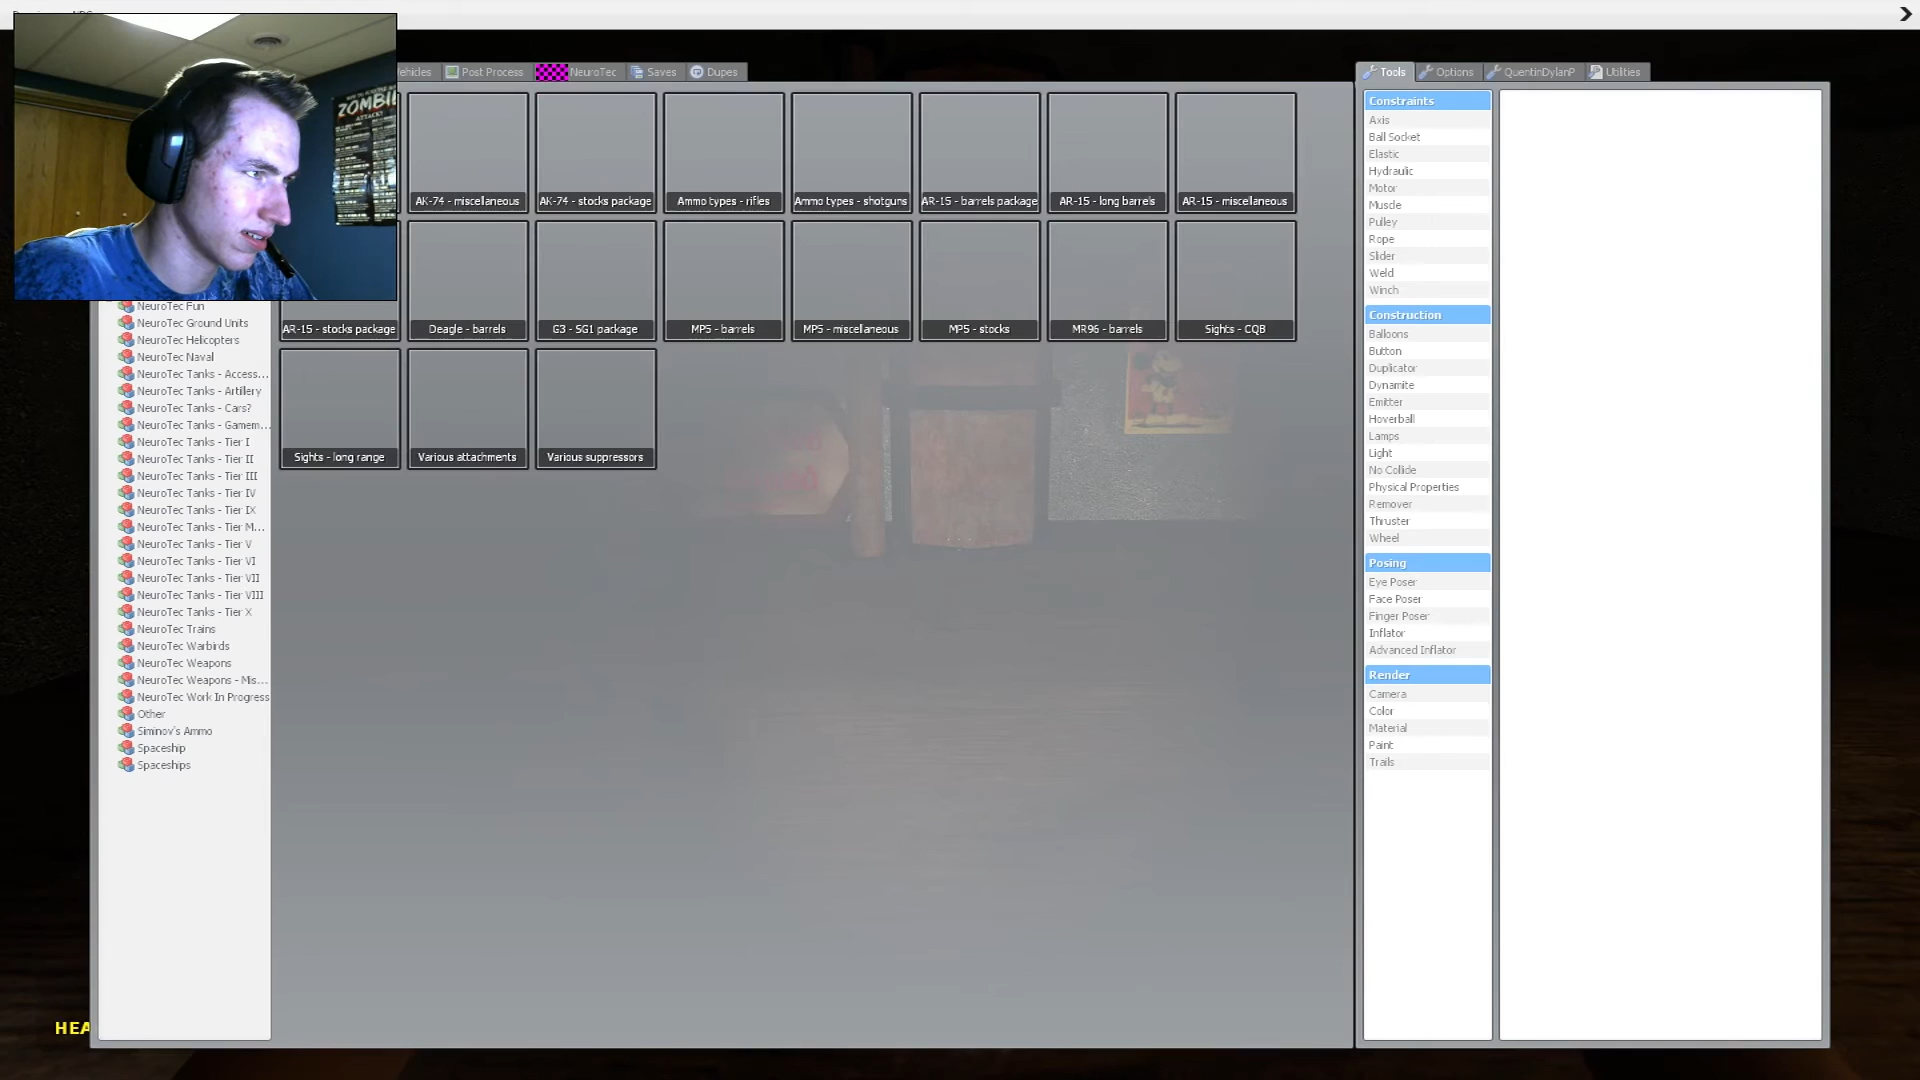 Vehicles
Post Process
NeuroTec
Saves
Dupes
Tools
Options
QuentinDylanP
Utilities
ZOMBIE
ATTACK!
AK-74 - miscellaneous
AK-74 - stocks package
Ammo types - rifles
Ammo types - shotguns
AR-15 - barrels package
AR-15 - long barrels
AR-15 - miscellaneous
AR-15 - stocks package
Deagle - barrels
G3 - SG1 package
MP5 - barrels
MP5 - miscellaneous
MP5 - stocks
MR96 - barrels
Sights - CQB
Sights - long range
Various attachments
Various suppressors
NeuroTec Fun
NeuroTec Ground Units
NeuroTec Helicopters
NeuroTec Naval
NeuroTec Tanks - Access...
NeuroTec Tanks - Artillery
NeuroTec Tanks - Cars?
NeuroTec Tanks - Gamem...
NeuroTec Tanks - Tier I
NeuroTec Tanks - Tier II
NeuroTec Tanks - Tier III
NeuroTec Tanks - Tier IV
NeuroTec Tanks - Tier IX
NeuroTec Tanks - Tier M...
NeuroTec Tanks - Tier V
NeuroTec Tanks - Tier VI
NeuroTec Tanks - Tier VII
NeuroTec Tanks - Tier VIII
NeuroTec Tanks - Tier X
NeuroTec Trains
NeuroTec Warbirds
NeuroTec Weapons
NeuroTec Weapons - Mis...
NeuroTec Work In Progress
Other
Siminov's Ammo
Spaceship
Spaceships
HEA
Constraints
Axis
Ball Socket
Elastic
Hydraulic
Motor
Muscle
Pulley
Rope
Slider
Weld
Winch
Construction
Balloons
Button
Duplicator
Dynamite
Emitter
Hoverball
Lamps
Light
No Collide
Physical Properties
Remover
Thruster
Wheel
Posing
Eye Poser
Face Poser
Finger Poser
Inflator
Advanced Inflator
Render
Camera
Color
Material
Paint
Trails